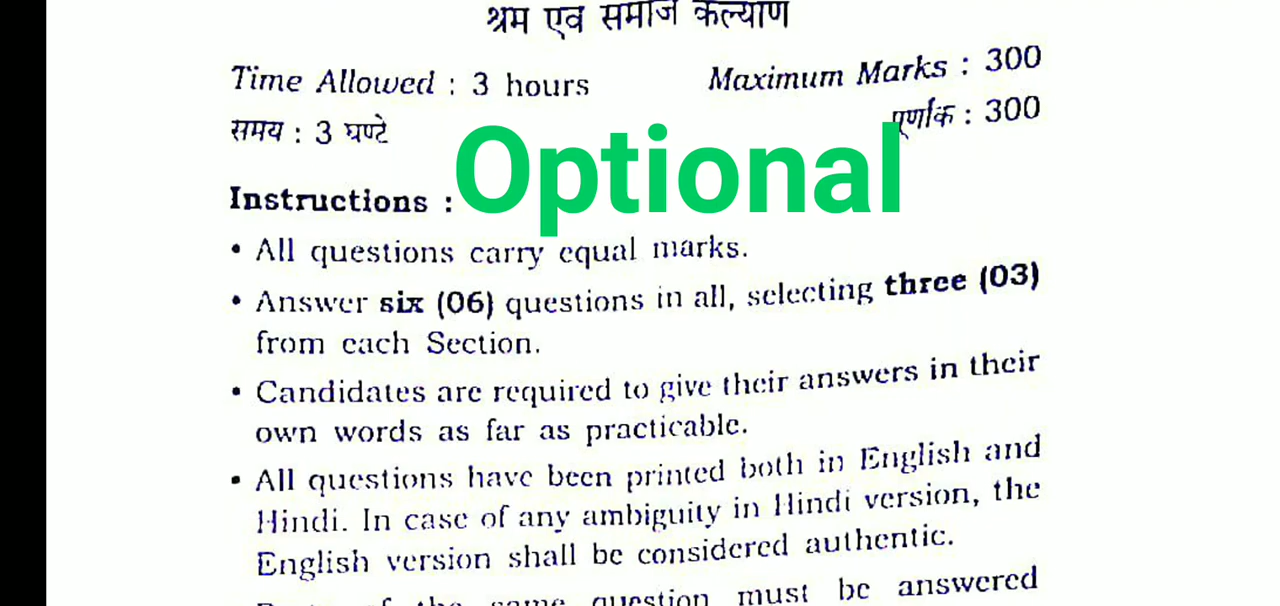 श्रम एवं समाज कल्याण
Time Allowed : 3 hours Maximum Marks : 300
समय : 3 घण्टे पूर्णांक : 300
Optional
Instructions :
• All questions carry equal marks.
• Answer six (06) questions in all, selecting three (03)
from each Section.
• Candidates are required to give their answers in their
own words as far as practicable.
• All questions have been printed both in English and
Hindi. In case of any ambiguity in Hindi version, the
English version shall be considered authentic.
of the same question must be answered